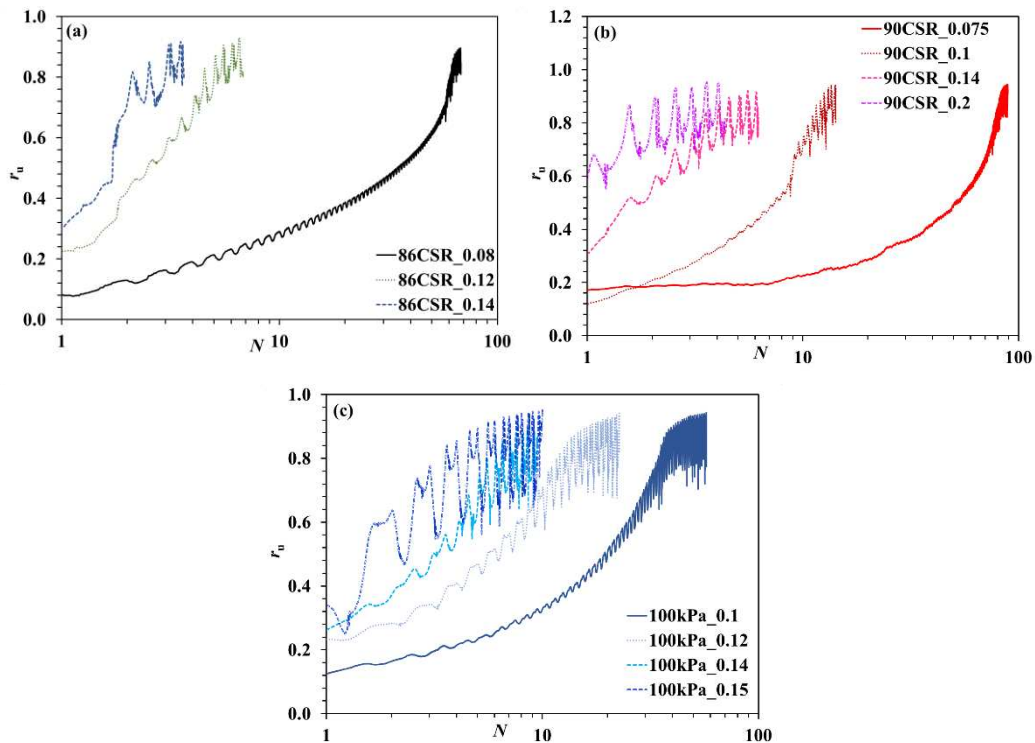 (a)
1.0
0.8
0.6
0.4
0.2
0.0
r_u
86CSR_0.08
86CSR_0.12
86CSR_0.14
1
10
100
N
(b)
1.2
1.0
0.8
0.6
0.4
0.2
0.0
r_u
90CSR_0.075
90CSR_0.1
90CSR_0.14
90CSR_0.2
1
10
100
N
(c)
1.0
0.8
0.6
0.4
0.2
0.0
r_u
100kPa_0.1
100kPa_0.12
100kPa_0.14
100kPa_0.15
1
10
100
N